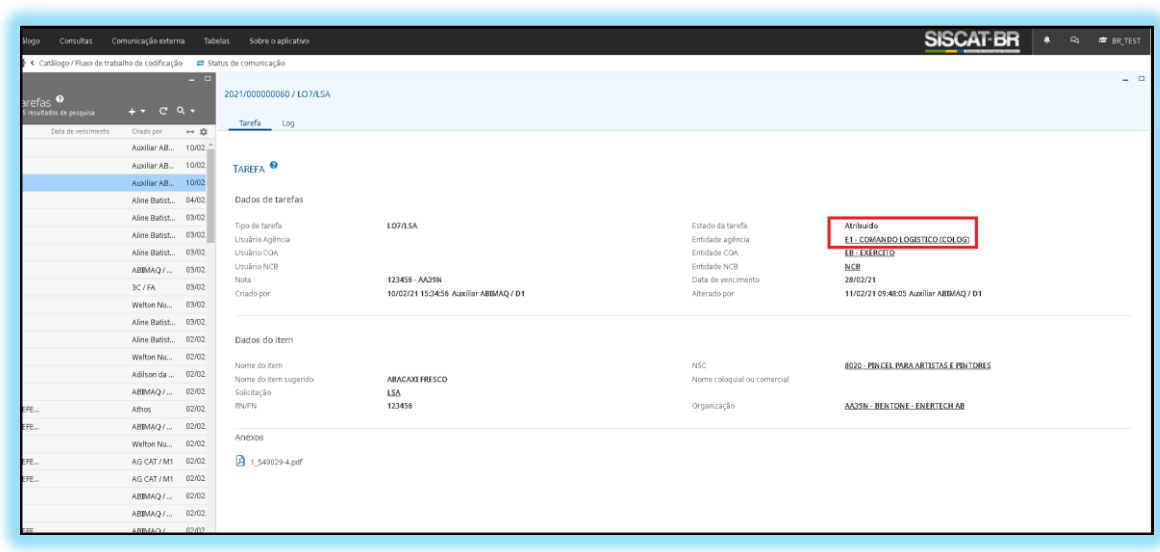 álogo Consultas Comunicação externa Tabelas Sobre o aplicativo SISCAT-BR BR_TEST
Catálogo / Fluxo de trabalho de codificação Status de comunicação
arefas
5 resultados de pesquisa
Data de vencimento Criado por
Auxiliar AB... 10/02
Auxiliar AB... 10/02
Auxiliar AB... 10/02
Aline Batist... 04/02
Aline Batist... 03/02
Aline Batist... 03/02
Aline Batist... 03/02
ABIMAQ / ... 03/02
3C / FA 03/02
Welton Nu... 03/02
Aline Batist... 03/02
Aline Batist... 02/02
Welton Nu... 02/02
Adilson da ... 02/02
ABIMAQ / ... 02/02
EFE... Athos 02/02
EFE... ABIMAQ / ... 02/02
Welton Nu... 02/02
EFE... AG CAT / M1 02/02
EFE... AG CAT / M1 02/02
ABIMAQ / ... 02/02
ABIMAQ / ... 02/02
ABIMAQ / 02/02
2021/000000060 / LO7/LSA
Tarefa Log
TAREFA
Dados de tarefas
Tipo de tarefa LO7/LSA Estado da tarefa Atribuído
Usuário Agência Entidade agência E1 - COMANDO LOGISTICO (COLOG)
Usuário CQA Entidade CQA EB - EXÉRCITO
Usuário NCB Entidade NCB NCB
Nota 123456 - AA39N Data de vencimento 28/02/21
Criado por 10/02/21 15:34:56 Auxiliar ABIMAQ / D1 Alterado por 11/02/21 09:48:05 Auxiliar ABIMAQ / D1
Dados do item
Nome do item NSC 8020 - PINCEL PARA ARTISTAS E PINTORES
Nome do item sugerido ABACAXI FRESCO Nome coloquial ou comercial
Solicitação LSA
RN/PN 123456 Organização AA39N - BENTONE - ENERTECH AB
Anexos
1_549029-4.pdf